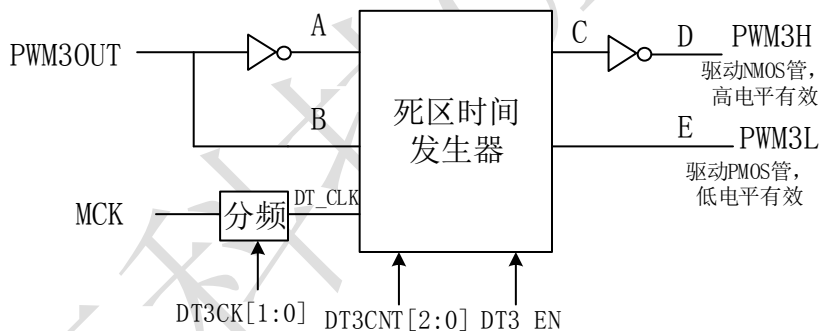 PWM3OUT
A
B
C
D
PWM3H
驱动NMOS管，
高电平有效
死区时间
发生器
E
PWM3L
驱动PMOS管，
低电平有效
MCK
分频
DT_CLK
DT3CK[1:0]
DT3CNT[2:0]
DT3_EN